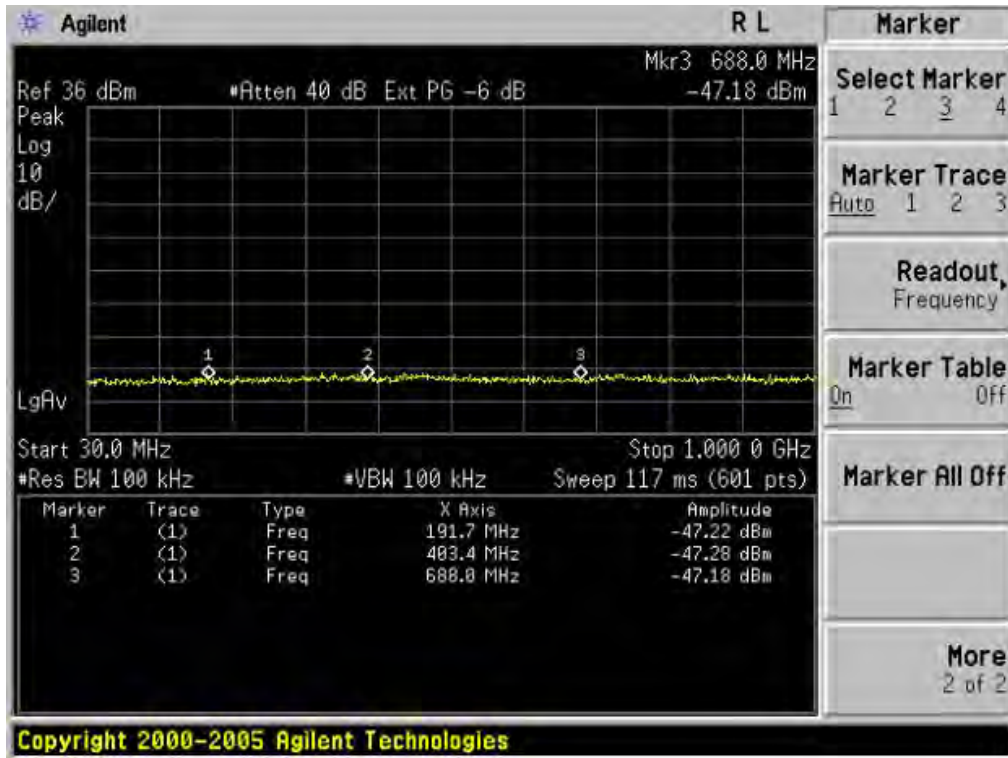 Agilent R L
Mkr3 688.0 MHz
Ref 36 dBm #Atten 40 dB Ext PG -6 dB -47.18 dBm
Peak
Log
10
dB/
1 2 3
LgAv
Start 30.0 MHz Stop 1.000 0 GHz
#Res BW 100 kHz #VBW 100 kHz Sweep 117 ms (601 pts)
Marker Trace Type X Axis Amplitude
1 (1) Freq 191.7 MHz -47.22 dBm
2 (1) Freq 403.4 MHz -47.28 dBm
3 (1) Freq 688.0 MHz -47.18 dBm
Copyright 2000-2005 Agilent Technologies
Marker
Select Marker
1 2 3 4
Marker Trace
Auto 1 2 3
Readout
Frequency
Marker Table
On Off
Marker All Off
More
2 of 2